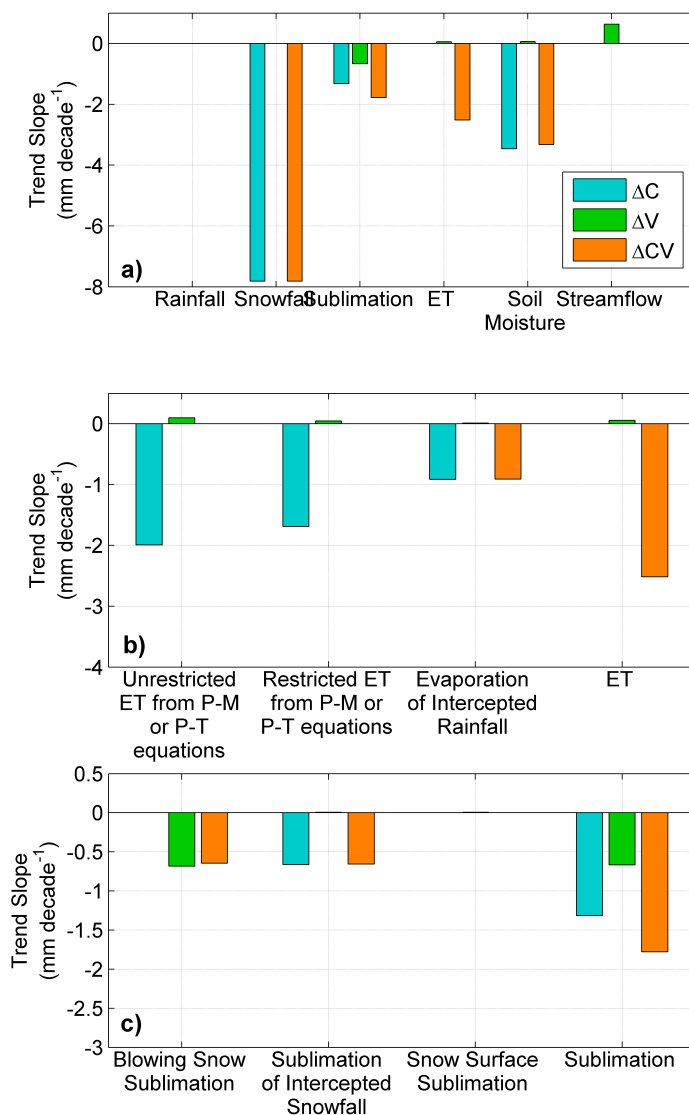 0
-2
-4
-6
-8
Trend Slope
(mm decade-1)
a)
ΔC
ΔV
ΔCV
Rainfall Snowfall Sublimation ET Soil Moisture Streamflow
0
-1
-2
-3
-4
Trend Slope
(mm decade-1)
b)
Unrestricted
ET from P-M
or P-T
equations
Restricted ET
from P-M or
P-T equations
Evaporation
of Intercepted
Rainfall
ET
0.5
0
-0.5
-1
-1.5
-2
-2.5
-3
Trend Slope
(mm decade-1)
c)
Blowing Snow
Sublimation
Sublimation
of Intercepted
Snowfall
Snow Surface
Sublimation
Sublimation